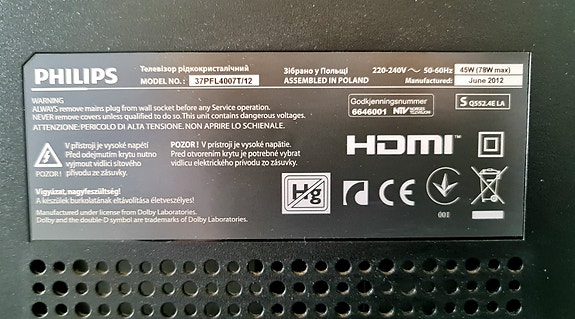 PHILIPS
Телевізор рідкокристалічний
MODEL NO.: 37PFL4007T/12
Зібрано у Польщі
ASSEMBLED IN POLAND
220-240V ~ 50-60Hz
45W (78W max)
Manufactured: June 2012
WARNING
ALWAYS remove mains plug from wall socket before any Service operation.
NEVER remove covers unless qualified to do so. This unit contains dangerous voltages.
ATTENZIONE: PERICOLO DI ALTA TENSIONE. NON APRIRE LO SCHIENALE.
Godkjenningsnummer
6646001
S Q552.4E LA
V přístroji je vysoké napětí
Před odejmutím krytu nutno
vyjmout vidlici síťového
přívodu ze zásuvky.
POZOR !
POZOR ! V prístroji je vysoké napätie.
Pred otvorením krytu je potrebné vybrať
vidlicu sieťového prívodu zo zásuvky.
HDMI™
Vigyázat, nagyfeszültség!
A készülék burkolatának eltávolítása életveszélyes!
Manufactured under license from Dolby Laboratories.
Dolby and the double-D symbol are trademarks of Dolby Laboratories.
Hg
CE
001